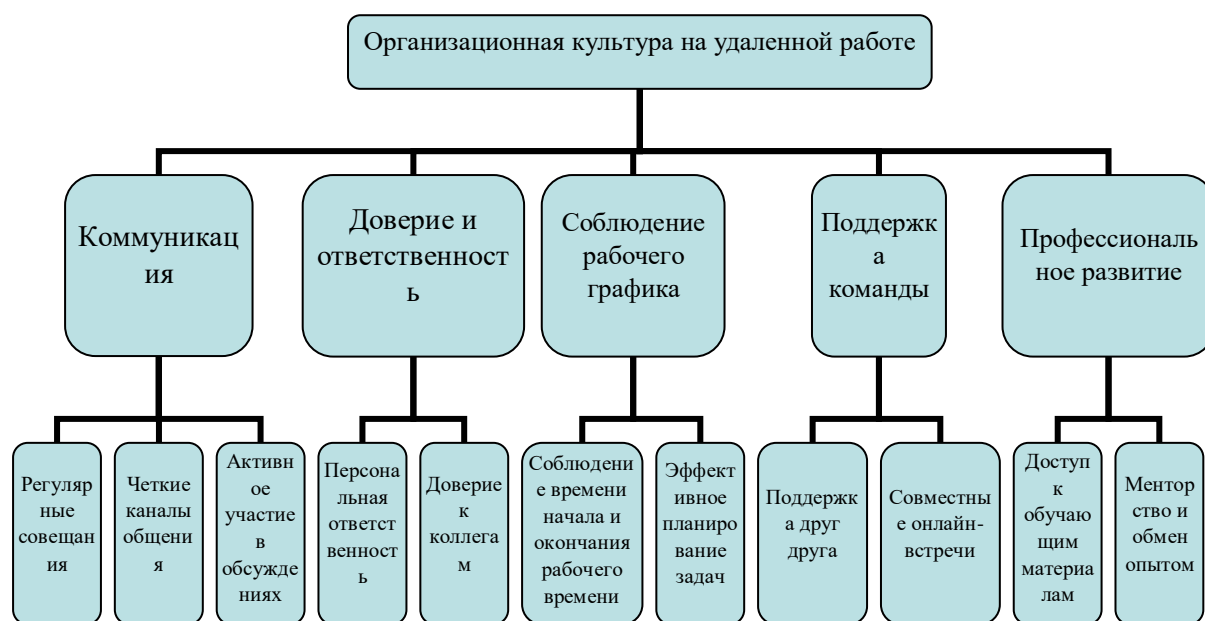 Организационная культура на удаленной работе
Коммуникац
ия
Доверие и
ответственност
ь
Соблюдение
рабочего
графика
Поддержк
а
команды
Профессиональ
ное развитие
Регуляр
ные
совещан
ия
Четкие
каналы
общени
я
Активн
ое
участие
в
обсужде
ниях
Персона
льная
ответст
венност
ь
Доверие
к
коллега
м
Соблюдени
е времени
начала и
окончания
рабочего
времени
Эффект
ивное
планиро
вание
задач
Поддержк
а друг
друга
Совместны
е онлайн-
встречи
Доступ
к
обучаю
щим
материа
лам
Ментор
ство и
обмен
опытом